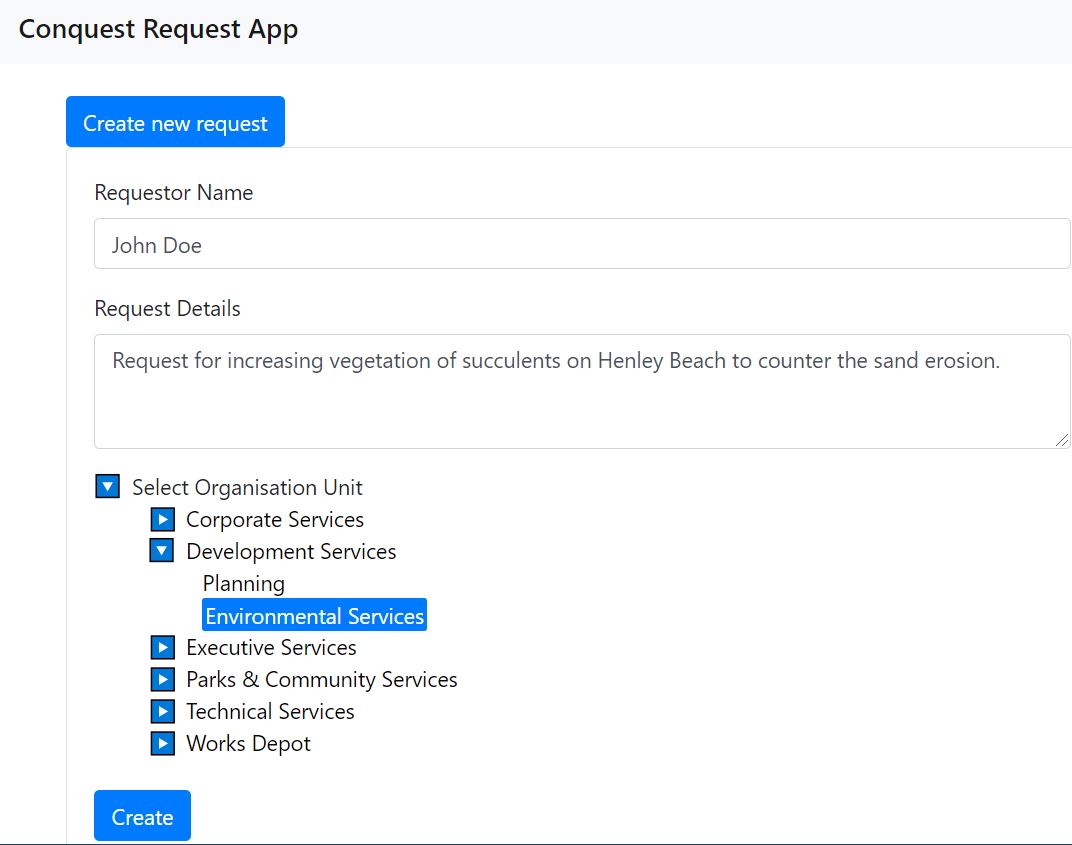 Conquest Request App
Create new request
Requestor Name
John Doe
Request Details
Request for increasing vegetation of succulents on Henley Beach to counter the sand erosion.
Select Organisation Unit
Corporate Services
Development Services
Planning
Environmental Services
Executive Services
Parks & Community Services
Technical Services
Works Depot
Create